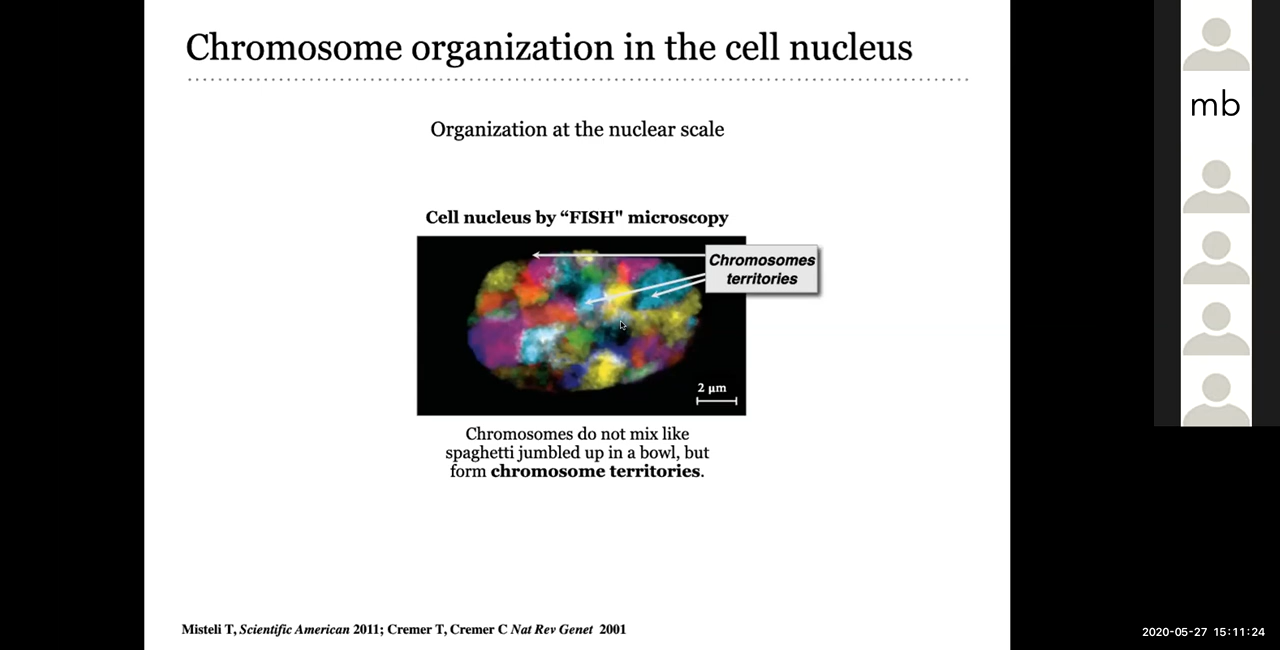 Chromosome organization in the cell nucleus
Organization at the nuclear scale
Cell nucleus by “FISH" microscopy
Chromosomes
territories
2 μm
Chromosomes do not mix like
spaghetti jumbled up in a bowl, but
form chromosome territories.
Misteli T, Scientific American 2011; Cremer T, Cremer C Nat Rev Genet 2001
mb
2020-05-27 15:11:24